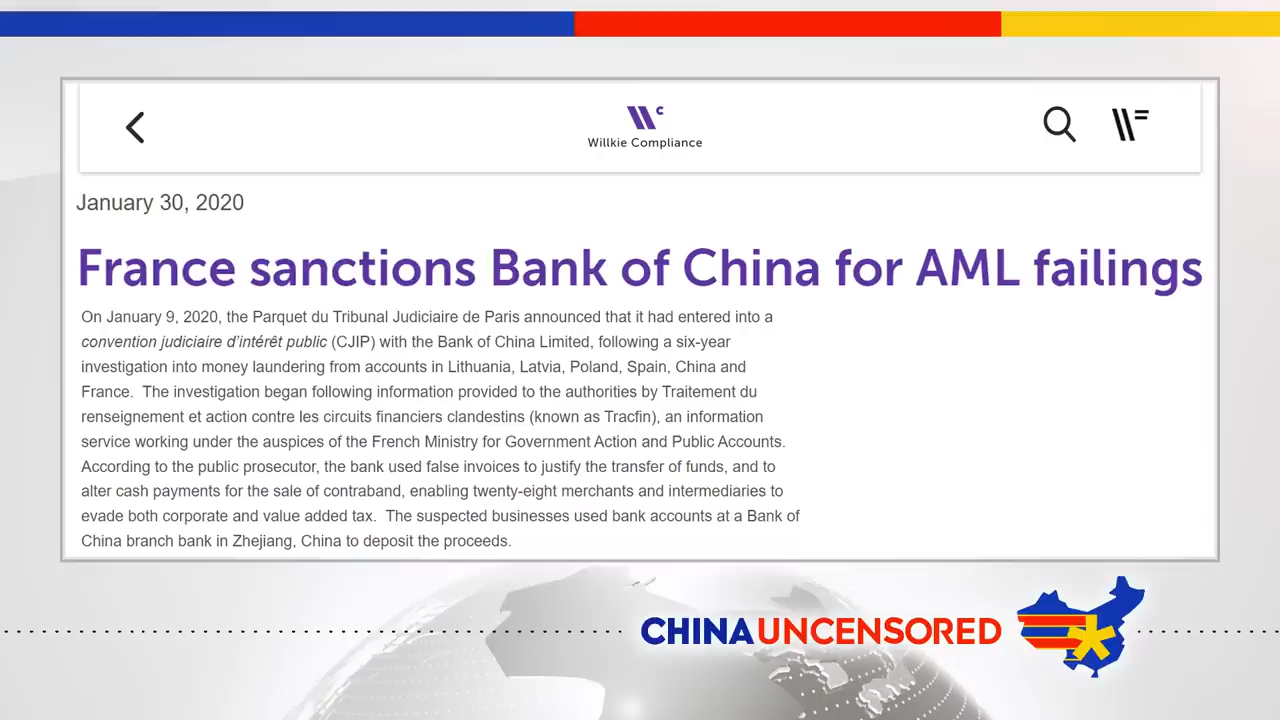 Willkie Compliance
January 30, 2020
France sanctions Bank of China for AML failings
On January 9, 2020, the Parquet du Tribunal Judiciaire de Paris announced that it had entered into a
convention judiciaire d'intérêt public (CJIP) with the Bank of China Limited, following a six-year
investigation into money laundering from accounts in Lithuania, Latvia, Poland, Spain, China and
France. The investigation began following information provided to the authorities by Traitement du
renseignement et action contre les circuits financiers clandestins (known as Tracfin), an information
service working under the auspices of the French Ministry for Government Action and Public Accounts.
According to the public prosecutor, the bank used false invoices to justify the transfer of funds, and to
alter cash payments for the sale of contraband, enabling twenty-eight merchants and intermediaries to
evade both corporate and value added tax. The suspected businesses used bank accounts at a Bank of
China branch bank in Zhejiang, China to deposit the proceeds.
CHINA UNCENSORED